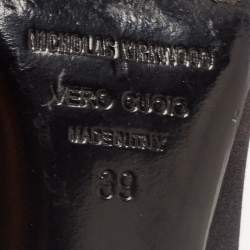 NICHOLAS KIRKWOOD
VERO CUOIO
MADE IN ITALY
39